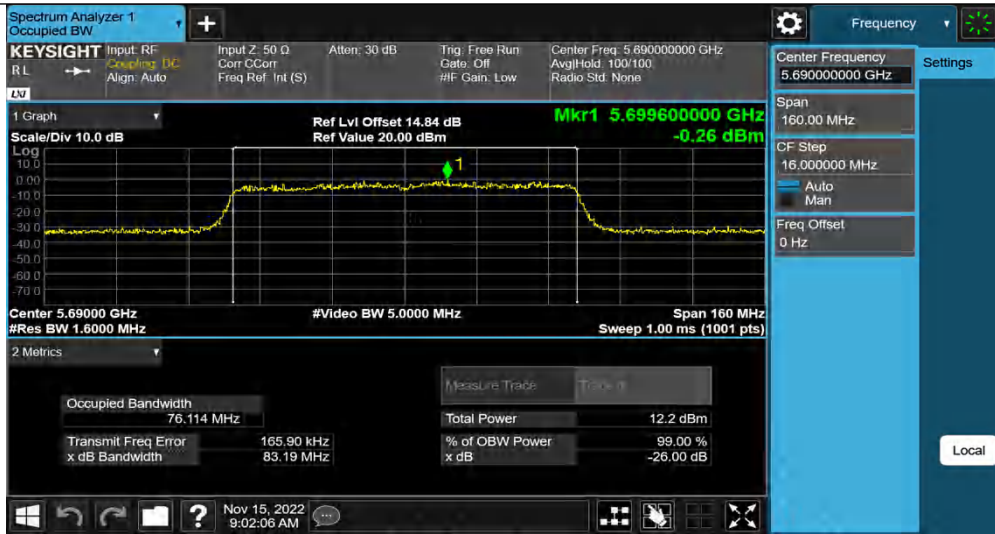 Spectrum Analyzer 1
Occupied BW
+
Frequency
KEYSIGHT
RL
LXI
Input: RF
Coupling: DC
Align: Auto
Input Z: 50 Ω
Corr CCorr
Freq Ref: Int (S)
Atten: 30 dB
Trig: Free Run
Gate: Off
#IF Gain: Low
Center Freq: 5.690000000 GHz
Avg|Hold: 100/100
Radio Std: None
Center Frequency
5.690000000 GHz
Settings
Span
160.00 MHz
CF Step
16.000000 MHz
Auto
Man
Freq Offset
0 Hz
1 Graph
Scale/Div 10.0 dB
Ref Lvl Offset 14.84 dB
Ref Value 20.00 dBm
Mkr1 5.699600000 GHz
-0.26 dBm
Log
10.0
0.00
-10.0
-20.0
-30.0
-40.0
-50.0
-60.0
-70.0
1
Center 5.69000 GHz
#Video BW 5.0000 MHz
Span 160 MHz
#Res BW 1.6000 MHz
Sweep 1.00 ms (1001 pts)
2 Metrics
Measure Trace
Occupied Bandwidth
76.114 MHz
Total Power 12.2 dBm
Transmit Freq Error 165.90 kHz
% of OBW Power 99.00 %
x dB Bandwidth 83.19 MHz
x dB -26.00 dB
Local
?
Nov 15, 2022
9:02:06 AM